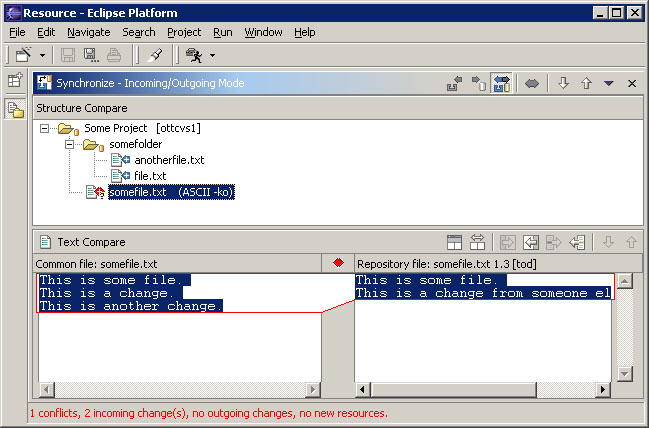 Resource - Eclipse Platform
File Edit Navigate Search Project Run Window Help
Synchronize - Incoming/Outgoing Mode
Structure Compare
Some Project [ottcvs1]
somefolder
anotherfile.txt
file.txt
somefile.txt (ASCII -ko)
Text Compare
Common file: somefile.txt
Repository file: somefile.txt 1.3 [tod]
This is some file.
This is a change.
This is another change.
This is some file.
This is a change from someone el
1 conflicts, 2 incoming change(s), no outgoing changes, no new resources.